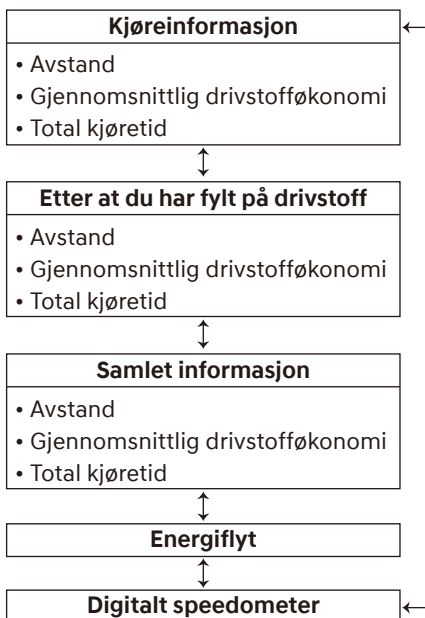 Kjøreinformasjon
• Avstand
• Gjennomsnittlig drivstofføkonomi
• Total kjøretid
Etter at du har fylt på drivstoff
• Avstand
• Gjennomsnittlig drivstofføkonomi
• Total kjøretid
Samlet informasjon
• Avstand
• Gjennomsnittlig drivstofføkonomi
• Total kjøretid
Energiflyt
Digitalt speedometer